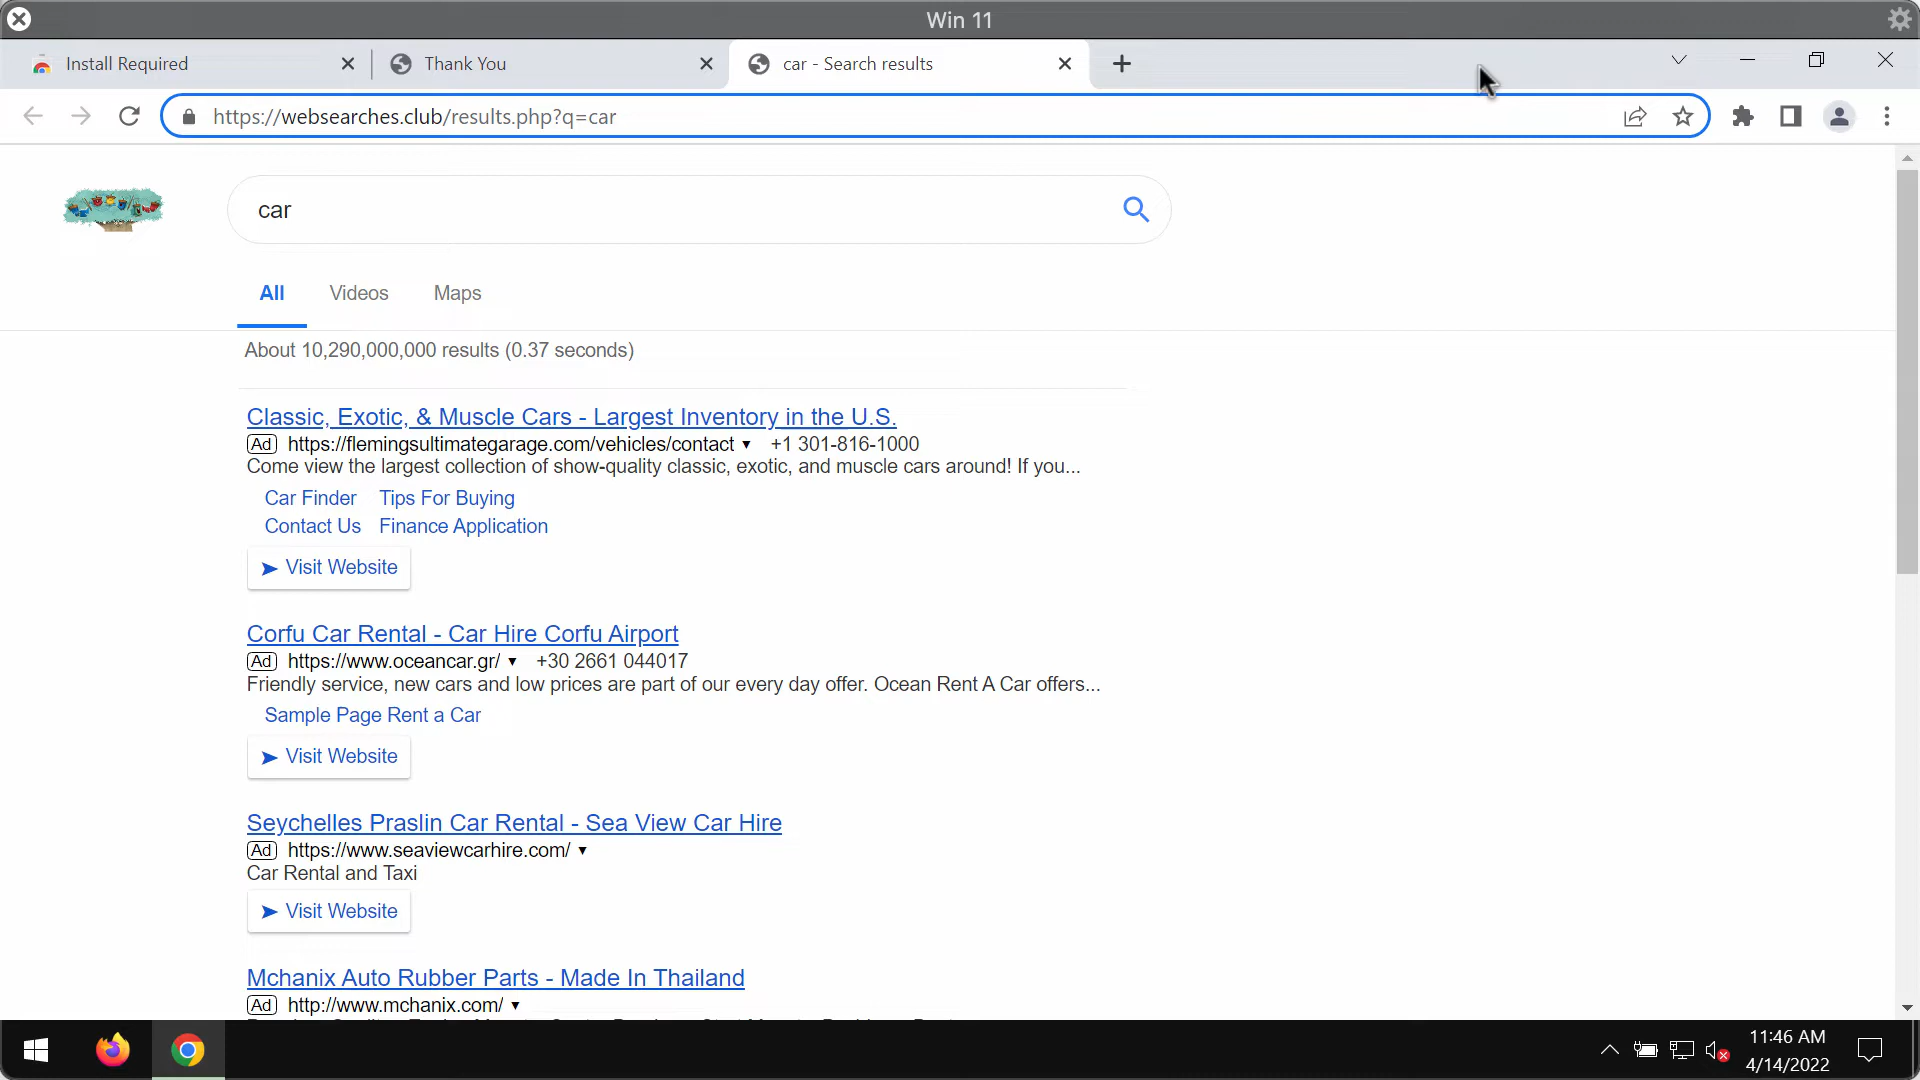 Win 11
Install Required
Thank You
car - Search results
https://websearches.club/results.php?q=car
car
All Videos Maps
About 10,290,000,000 results (0.37 seconds)
Classic, Exotic, & Muscle Cars - Largest Inventory in the U.S.
Ad https://flemingsultimategarage.com/vehicles/contact ▼ +1 301-816-1000
Come view the largest collection of show-quality classic, exotic, and muscle cars around! If you...
Car Finder Tips For Buying
Contact Us Finance Application
➤ Visit Website
Corfu Car Rental - Car Hire Corfu Airport
Ad https://www.oceancar.gr/ ▼ +30 2661 044017
Friendly service, new cars and low prices are part of our every day offer. Ocean Rent A Car offers...
Sample Page Rent a Car
➤ Visit Website
Seychelles Praslin Car Rental - Sea View Car Hire
Ad https://www.seaviewcarhire.com/ ▼
Car Rental and Taxi
➤ Visit Website
Mchanix Auto Rubber Parts - Made In Thailand
Ad http://www.mchanix.com/ ▼
11:46 AM
4/14/2022